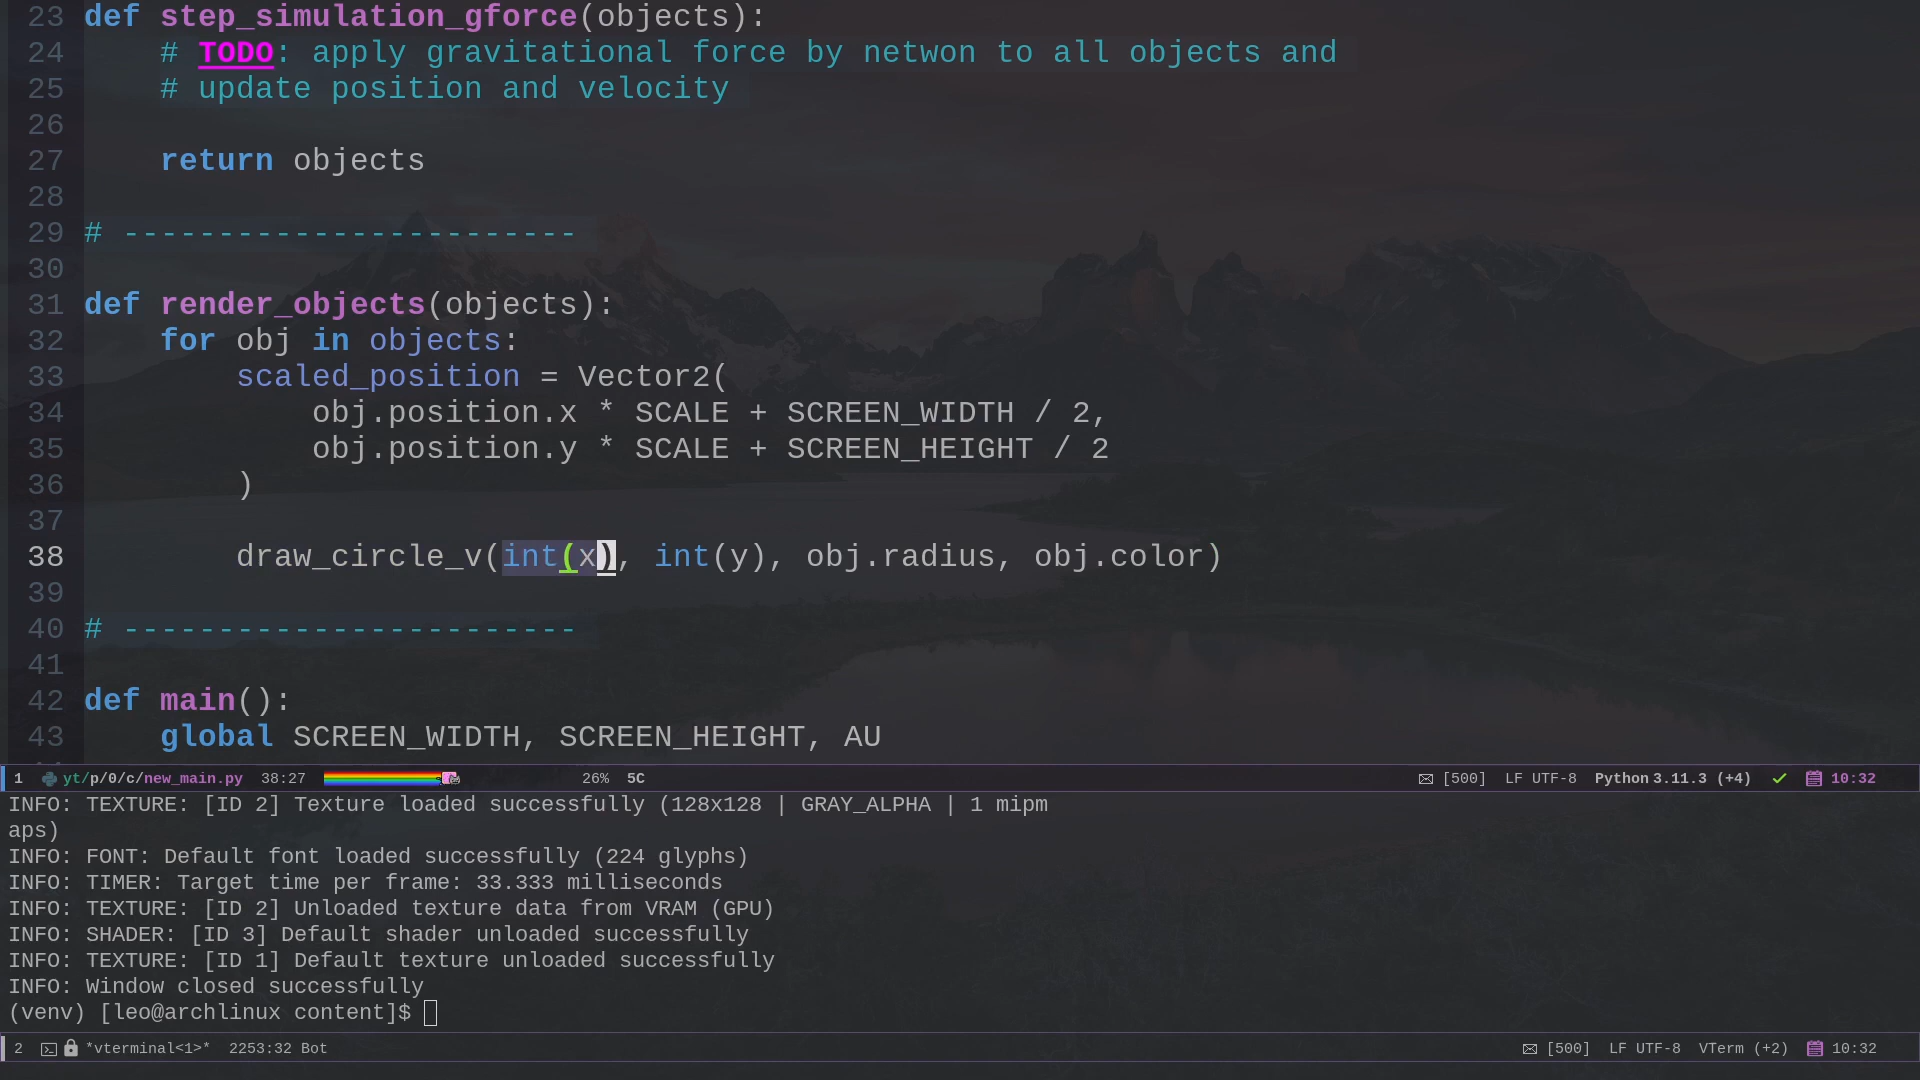 23 def step_simulation_gforce(objects):
24     # TODO: apply gravitational force by netwon to all objects and
25     # update position and velocity
26
27     return objects
28
29 # ------------------------
30
31 def render_objects(objects):
32     for obj in objects:
33         scaled_position = Vector2(
34             obj.position.x * SCALE + SCREEN_WIDTH / 2,
35             obj.position.y * SCALE + SCREEN_HEIGHT / 2
36         )
37
38         draw_circle_v(int(x), int(y), obj.radius, obj.color)
39
40 # ------------------------
41
42 def main():
43     global SCREEN_WIDTH, SCREEN_HEIGHT, AU
1 yt/p/0/c/new_main.py 38:27 26% 5C [500] LF UTF-8 Python 3.11.3 (+4) 10:32
INFO: TEXTURE: [ID 2] Texture loaded successfully (128x128 | GRAY_ALPHA | 1 mipm
aps)
INFO: FONT: Default font loaded successfully (224 glyphs)
INFO: TIMER: Target time per frame: 33.333 milliseconds
INFO: TEXTURE: [ID 2] Unloaded texture data from VRAM (GPU)
INFO: SHADER: [ID 3] Default shader unloaded successfully
INFO: TEXTURE: [ID 1] Default texture unloaded successfully
INFO: Window closed successfully
(venv) [leo@archlinux content]$
2 *vterminal<1>* 2253:32 Bot [500] LF UTF-8 VTerm (+2) 10:32